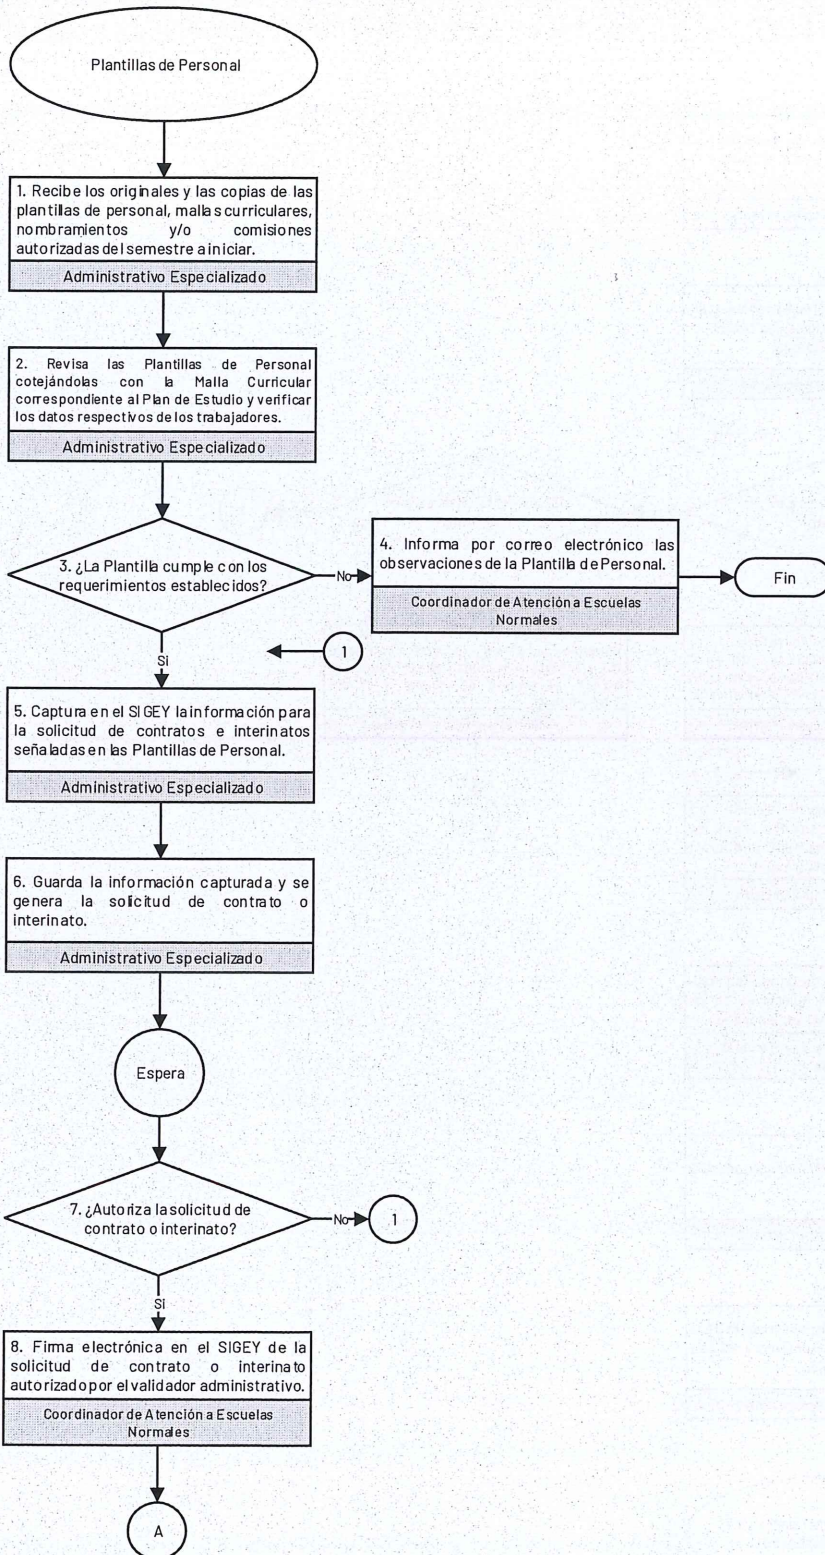 Plantillas de Personal
1. Recibe los originales y las copias de las
plantillas de personal, mallas curriculares,
nombramientos y/o comisiones
autorizadas del semestre a iniciar.
Administrativo Especializado
2. Revisa las Plantillas de Personal
cotejándolas con la Malla Curricular
correspondiente al Plan de Estudio y verificar
los datos respectivos de los trabajadores.
Administrativo Especializado
3. ¿La Plantilla cumple con los
requerimientos establecidos?
No
4. Informa por correo electrónico las
observaciones de la Plantilla de Personal.
Coordinador de Atención a Escuelas
Normales
Fin
Si
1
5. Captura en el SIGEY la información para
la solicitud de contratos e interinatos
señaladas en las Plantillas de Personal.
Administrativo Especializado
6. Guarda la información capturada y se
genera la solicitud de contrato o
interinato.
Administrativo Especializado
Espera
7. ¿Autoriza la solicitud de
contrato o interinato?
No
1
Si
8. Firma electrónica en el SIGEY de la
solicitud de contrato o interinato
autorizado por el validador administrativo.
Coordinador de Atención a Escuelas
Normales
A